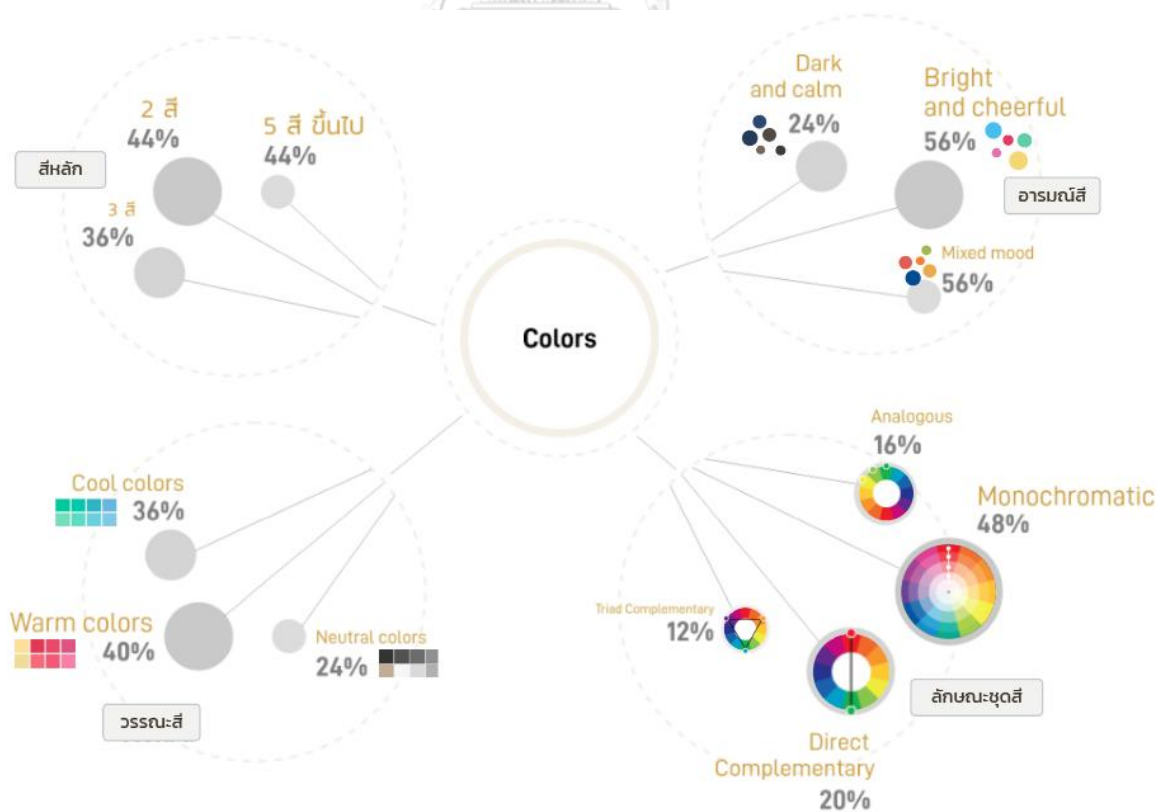 2 สี
44%
5 สี ขึ้นไป
44%
สีหลัก
3 สี
36%
Dark
and calm
24%
Bright
and cheerful
56%
อารมณ์สี
Mixed mood
56%
Colors
Cool colors
36%
Warm colors
40%
Neutral colors
24%
วรรณะสี
Analogous
16%
Monochromatic
48%
Triad Complementary
12%
ลักษณะชุดสี
Direct
Complementary
20%